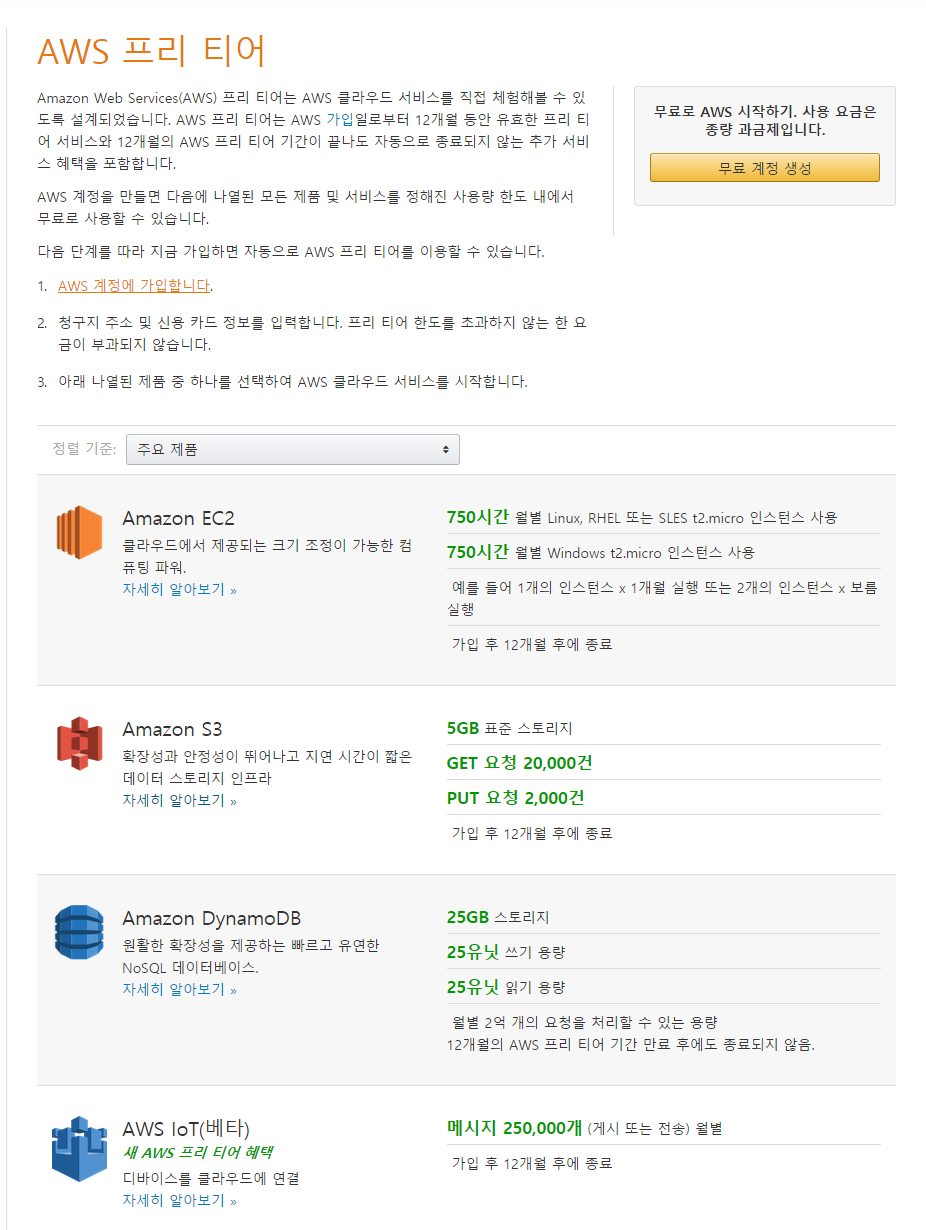 AWS 프리 티어
Amazon Web Services(AWS) 프리 티어는 AWS 클라우드 서비스를 직접 체험해볼 수 있
도록 설계되었습니다. AWS 프리 티어는 AWS 가입일로부터 12개월 동안 유효한 프리 티
어 서비스와 12개월의 AWS 프리 티어 기간이 끝나도 자동으로 종료되지 않는 추가 서비
스 혜택을 포함합니다.
AWS 계정을 만들면 다음에 나열된 모든 제품 및 서비스를 정해진 사용량 한도 내에서
무료로 사용할 수 있습니다.
다음 단계를 따라 지금 가입하면 자동으로 AWS 프리 티어를 이용할 수 있습니다.
1. AWS 계정에 가입합니다.
2. 청구지 주소 및 신용 카드 정보를 입력합니다. 프리 티어 한도를 초과하지 않는 한 요
금이 부과되지 않습니다.
3. 아래 나열된 제품 중 하나를 선택하여 AWS 클라우드 서비스를 시작합니다.
무료로 AWS 시작하기. 사용 요금은
종량 과금제입니다.
무료 계정 생성
정렬 기준: 주요 제품
Amazon EC2
클라우드에서 제공되는 크기 조정이 가능한 컴
퓨팅 파워.
자세히 알아보기 »
750시간 월별 Linux, RHEL 또는 SLES t2.micro 인스턴스 사용
750시간 월별 Windows t2.micro 인스턴스 사용
예를 들어 1개의 인스턴스 x 1개월 실행 또는 2개의 인스턴스 x 보름
실행
가입 후 12개월 후에 종료
Amazon S3
확장성과 안정성이 뛰어나고 지연 시간이 짧은
데이터 스토리지 인프라
자세히 알아보기 »
5GB 표준 스토리지
GET 요청 20,000건
PUT 요청 2,000건
가입 후 12개월 후에 종료
Amazon DynamoDB
원활한 확장성을 제공하는 빠르고 유연한
NoSQL 데이터베이스.
자세히 알아보기 »
25GB 스토리지
25유닛 쓰기 용량
25유닛 읽기 용량
월별 2억 개의 요청을 처리할 수 있는 용량
12개월의 AWS 프리 티어 기간 만료 후에도 종료되지 않음.
AWS IoT(베타)
새 AWS 프리 티어 혜택
디바이스를 클라우드에 연결
자세히 알아보기 »
메시지 250,000개 (게시 또는 전송) 월별
가입 후 12개월 후에 종료